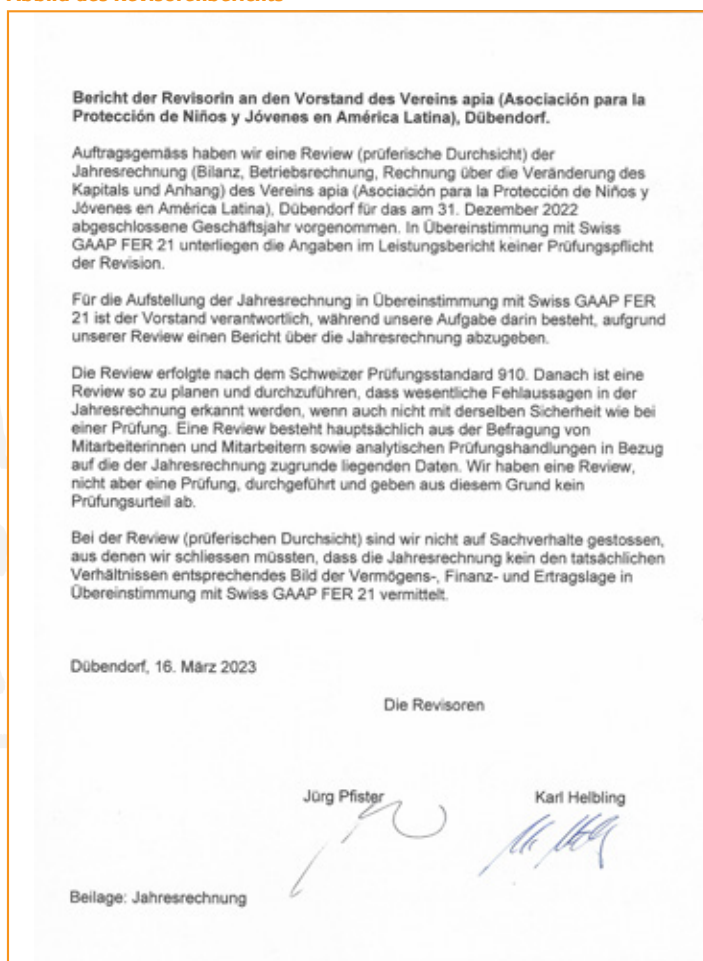 Bericht der Revisorin an den Vorstand des Vereins apia (Asociación para la
Protección de Niños y Jóvenes en América Latina), Dübendorf.
Auftragsgemäss haben wir eine Review (prüferische Durchsicht) der
Jahresrechnung (Bilanz, Betriebsrechnung, Rechnung über die Veränderung des
Kapitals und Anhang) des Vereins apia (Asociación para la Protección de Niños y
Jóvenes en América Latina), Dübendorf für das am 31. Dezember 2022
abgeschlossene Geschäftsjahr vorgenommen. In Übereinstimmung mit Swiss
GAAP FER 21 unterliegen die Angaben im Leistungsbericht keiner Prüfungspflicht
der Revision.
Für die Aufstellung der Jahresrechnung in Übereinstimmung mit Swiss GAAP FER
21 ist der Vorstand verantwortlich, während unsere Aufgabe darin besteht, aufgrund
unserer Review einen Bericht über die Jahresrechnung abzugeben.
Die Review erfolgte nach dem Schweizer Prüfungsstandard 910. Danach ist eine
Review so zu planen und durchzuführen, dass wesentliche Fehlaussagen in der
Jahresrechnung erkannt werden, wenn auch nicht mit derselben Sicherheit wie bei
einer Prüfung. Eine Review besteht hauptsächlich aus der Befragung von
Mitarbeiterinnen und Mitarbeitern sowie analytischen Prüfungshandlungen in Bezug
auf die der Jahresrechnung zugrunde liegenden Daten. Wir haben eine Review,
nicht aber eine Prüfung, durchgeführt und geben aus diesem Grund kein
Prüfungsurteil ab.
Bei der Review (prüferischen Durchsicht) sind wir nicht auf Sachverhalte gestossen,
aus denen wir schliessen müssten, dass die Jahresrechnung kein den tatsächlichen
Verhältnissen entsprechendes Bild der Vermögens-, Finanz- und Ertragslage in
Übereinstimmung mit Swiss GAAP FER 21 vermittelt.
Dübendorf, 16. März 2023
Die Revisoren
Jürg Pfister Karl Helbling
Beilage: Jahresrechnung